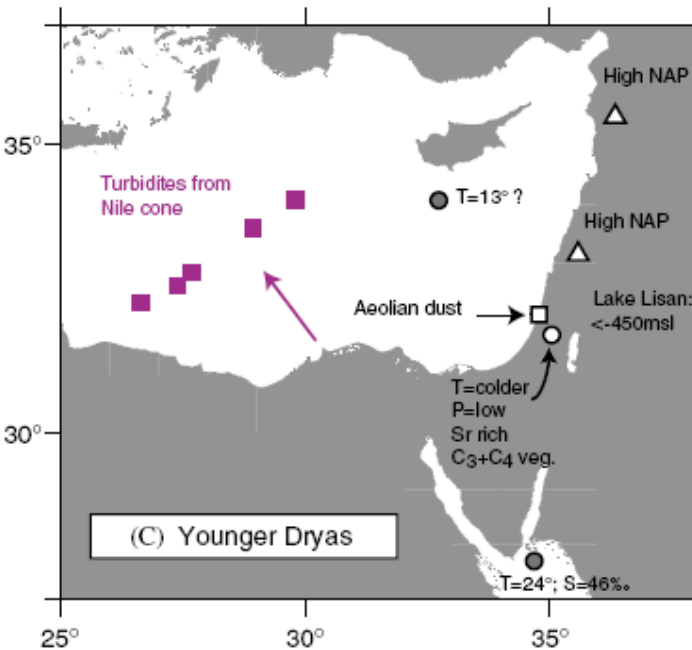 High NAP
35°
Turbidites from
Nile cone
T=13° ?
High NAP
Aeolian dust
Lake Lisan:
<-450msl
T=colder
P=low
Sr rich
C₃+C₄ veg.
30°
(C) Younger Dryas
T=24°; S=46‰
25°
30°
35°